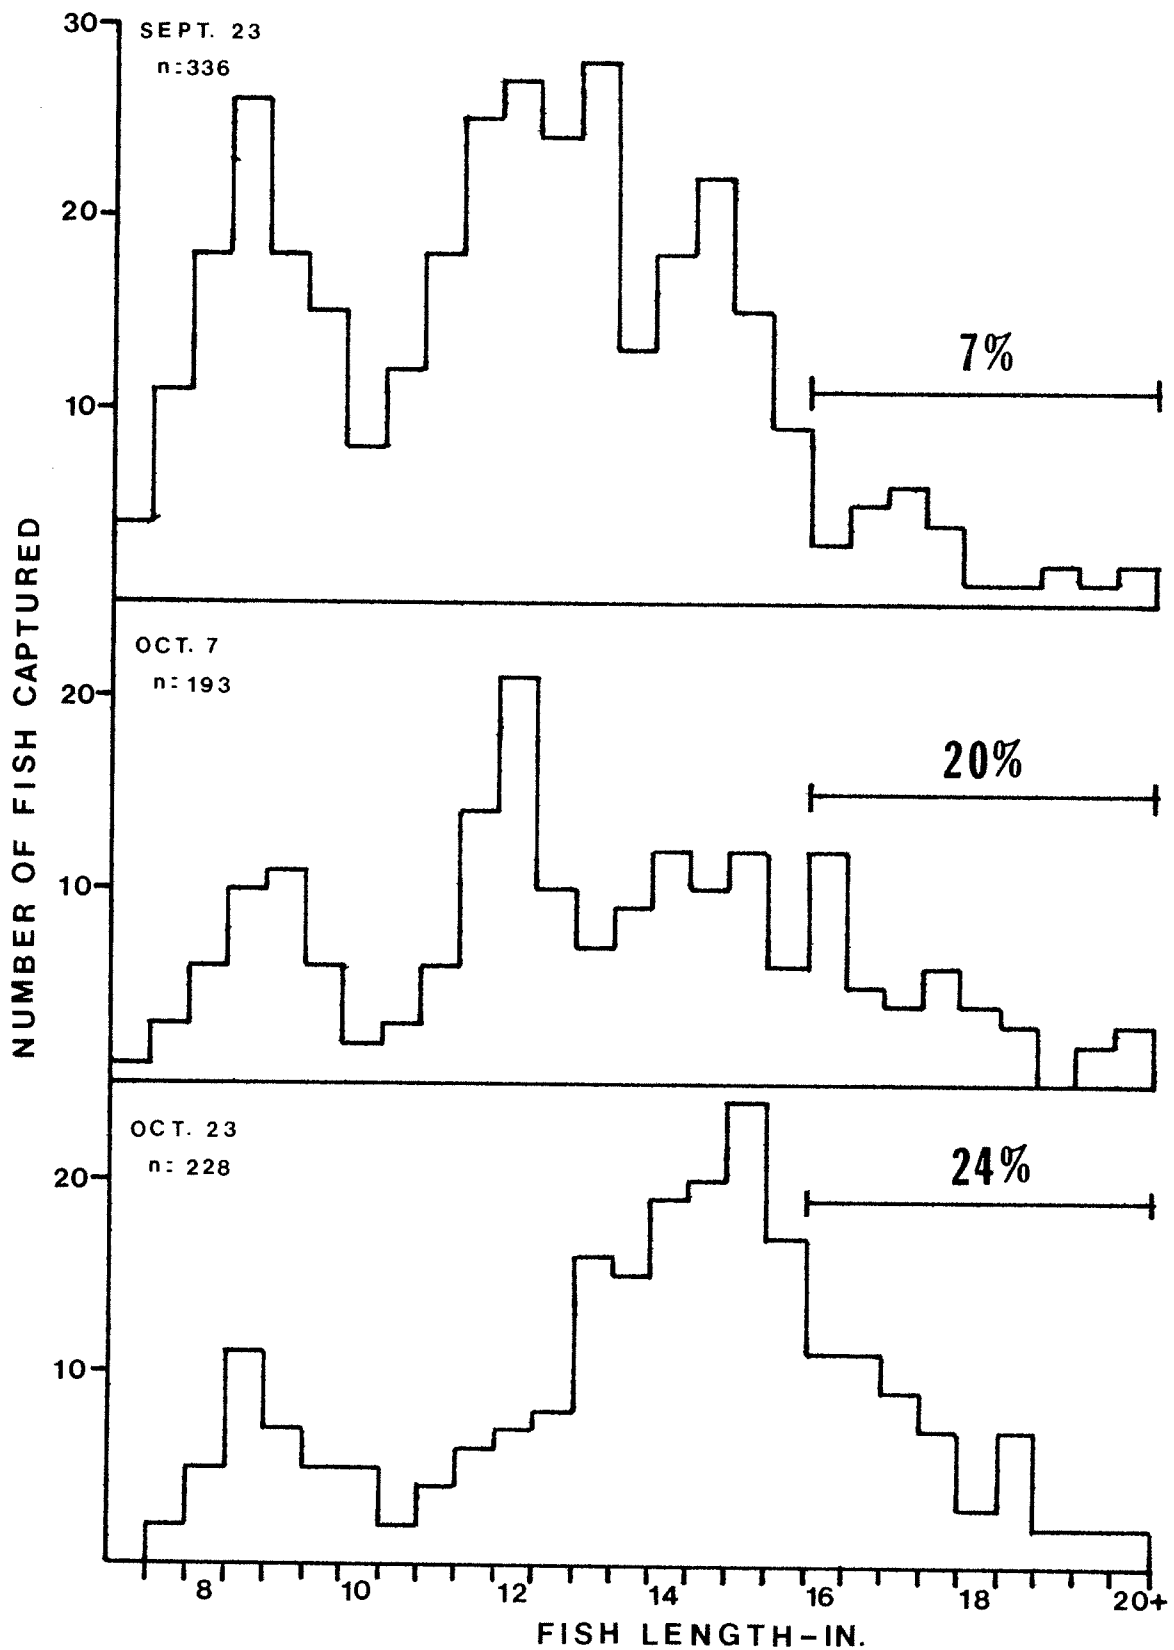 30
SEPT. 23
n:336
20
7%
10
NUMBER OF FISH CAPTURED
OCT. 7
n:193
20
20%
10
OCT. 23
n:228
20
24%
10
8 10 12 14 16 18 20+
FISH LENGTH-IN.